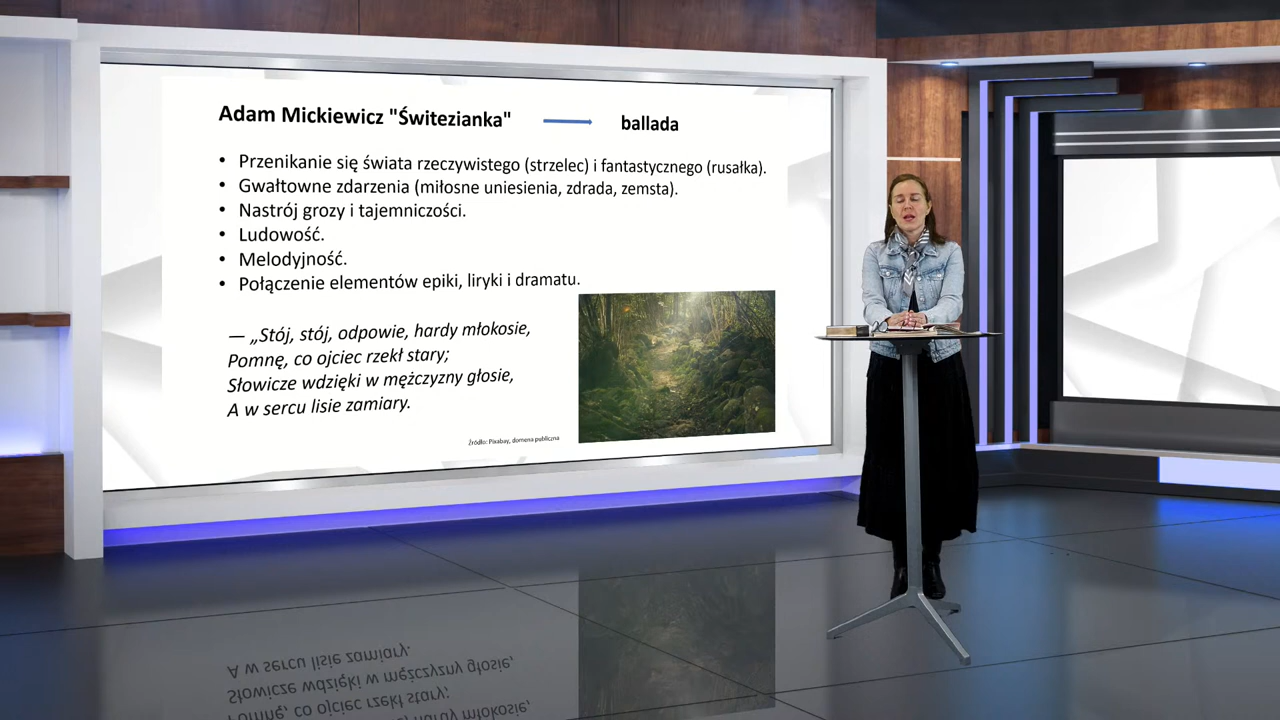 Adam Mickiewicz "Świtezianka" ballada
• Przenikanie się świata rzeczywistego (strzelec) i fantastycznego (rusałka).
• Gwałtowne zdarzenia (miłosne uniesienia, zdrada, zemsta).
• Nastrój grozy i tajemniczości.
• Ludowość.
• Melodyjność.
• Połączenie elementów epiki, liryki i dramatu.
— „Stój, stój, odpowie, hardy młokosie,
Pomnę, co ojciec rzekł stary;
Słowicze wdzięki w mężczyzny głosie,
A w sercu lisie zamiary.
Źródło: Pixabay, domena publiczna